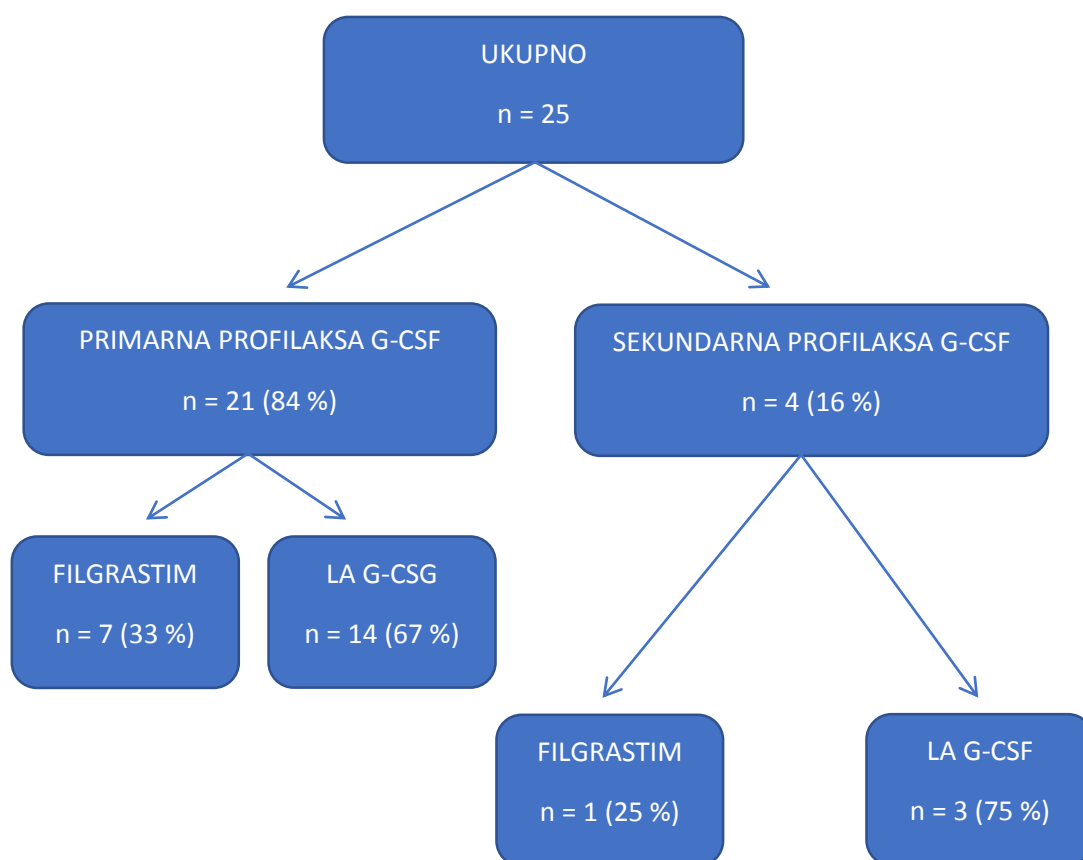 UKUPNO
n = 25
PRIMARNA PROFILAKSA G-CSF
n = 21 (84 %)
SEKUNDARNA PROFILAKSA G-CSF
n = 4 (16 %)
FILGRASTIM
n = 7 (33 %)
LA G-CSG
n = 14 (67 %)
FILGRASTIM
n = 1 (25 %)
LA G-CSF
n = 3 (75 %)